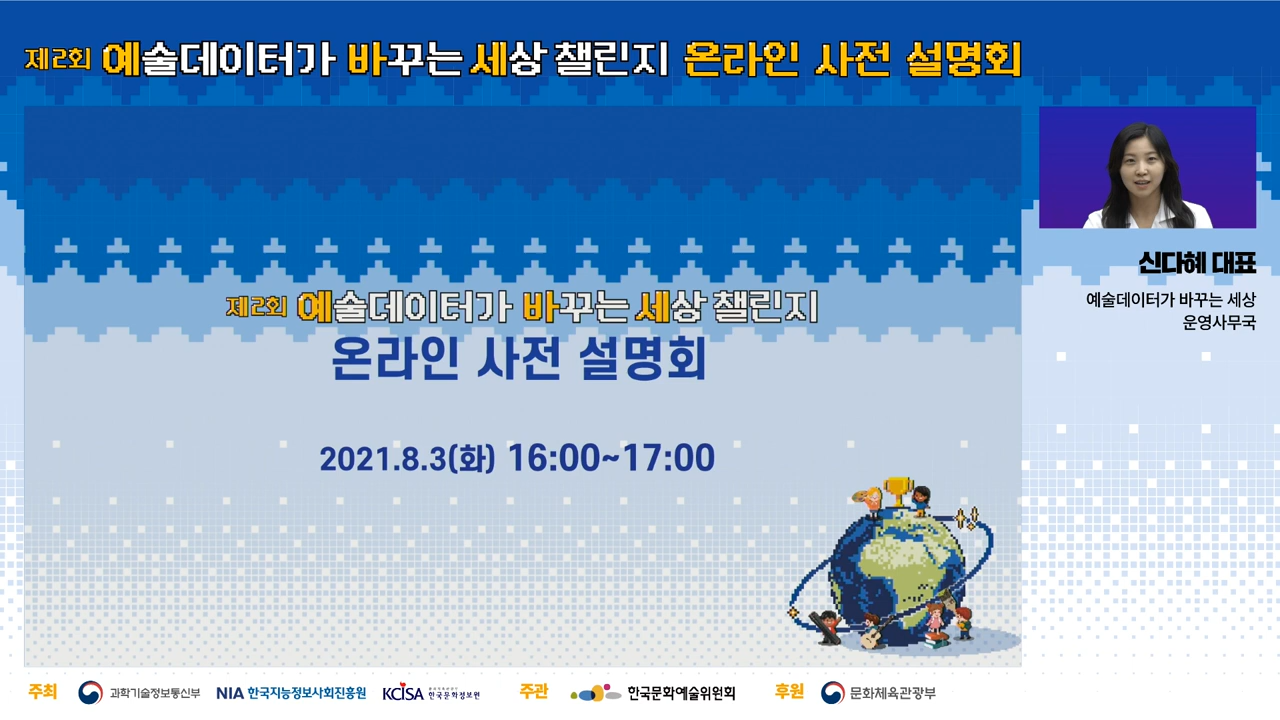 제2회 예술데이터가 바꾸는 세상 챌린지 온라인 사전 설명회
제2회 예술데이터가 바꾸는 세상 챌린지
온라인 사전 설명회
2021.8.3(화) 16:00~17:00
신다혜 대표
예술데이터가 바꾸는 세상
운영사무국
주최 과학기술정보통신부 NIA 한국지능정보사회진흥원 KCISA 한국문화정보원 주관 한국문화예술위원회 후원 문화체육관광부